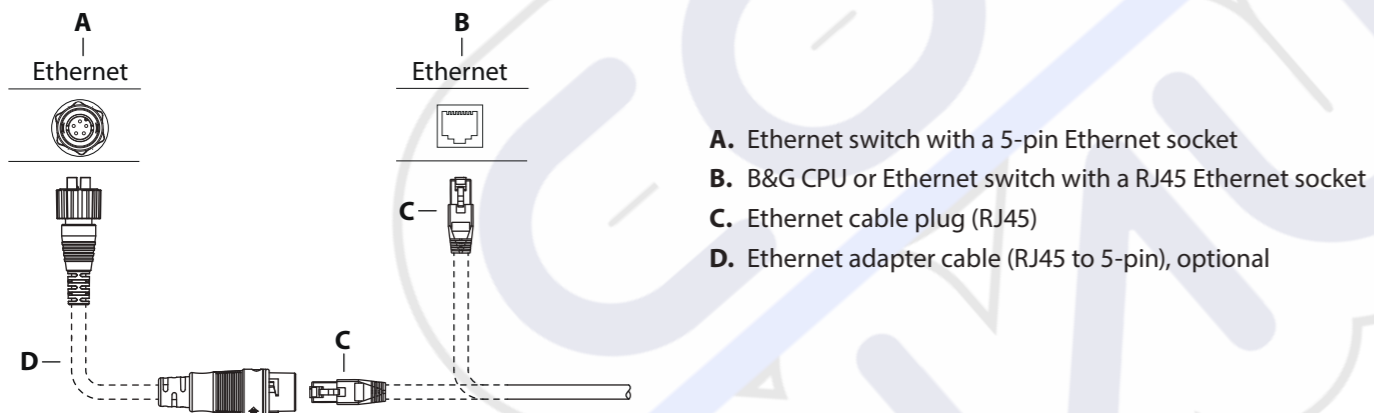 A
B
Ethernet
Ethernet
A. Ethernet switch with a 5-pin Ethernet socket
B. B&G CPU or Ethernet switch with a RJ45 Ethernet socket
C. Ethernet cable plug (RJ45)
D. Ethernet adapter cable (RJ45 to 5-pin), optional
C
D
C